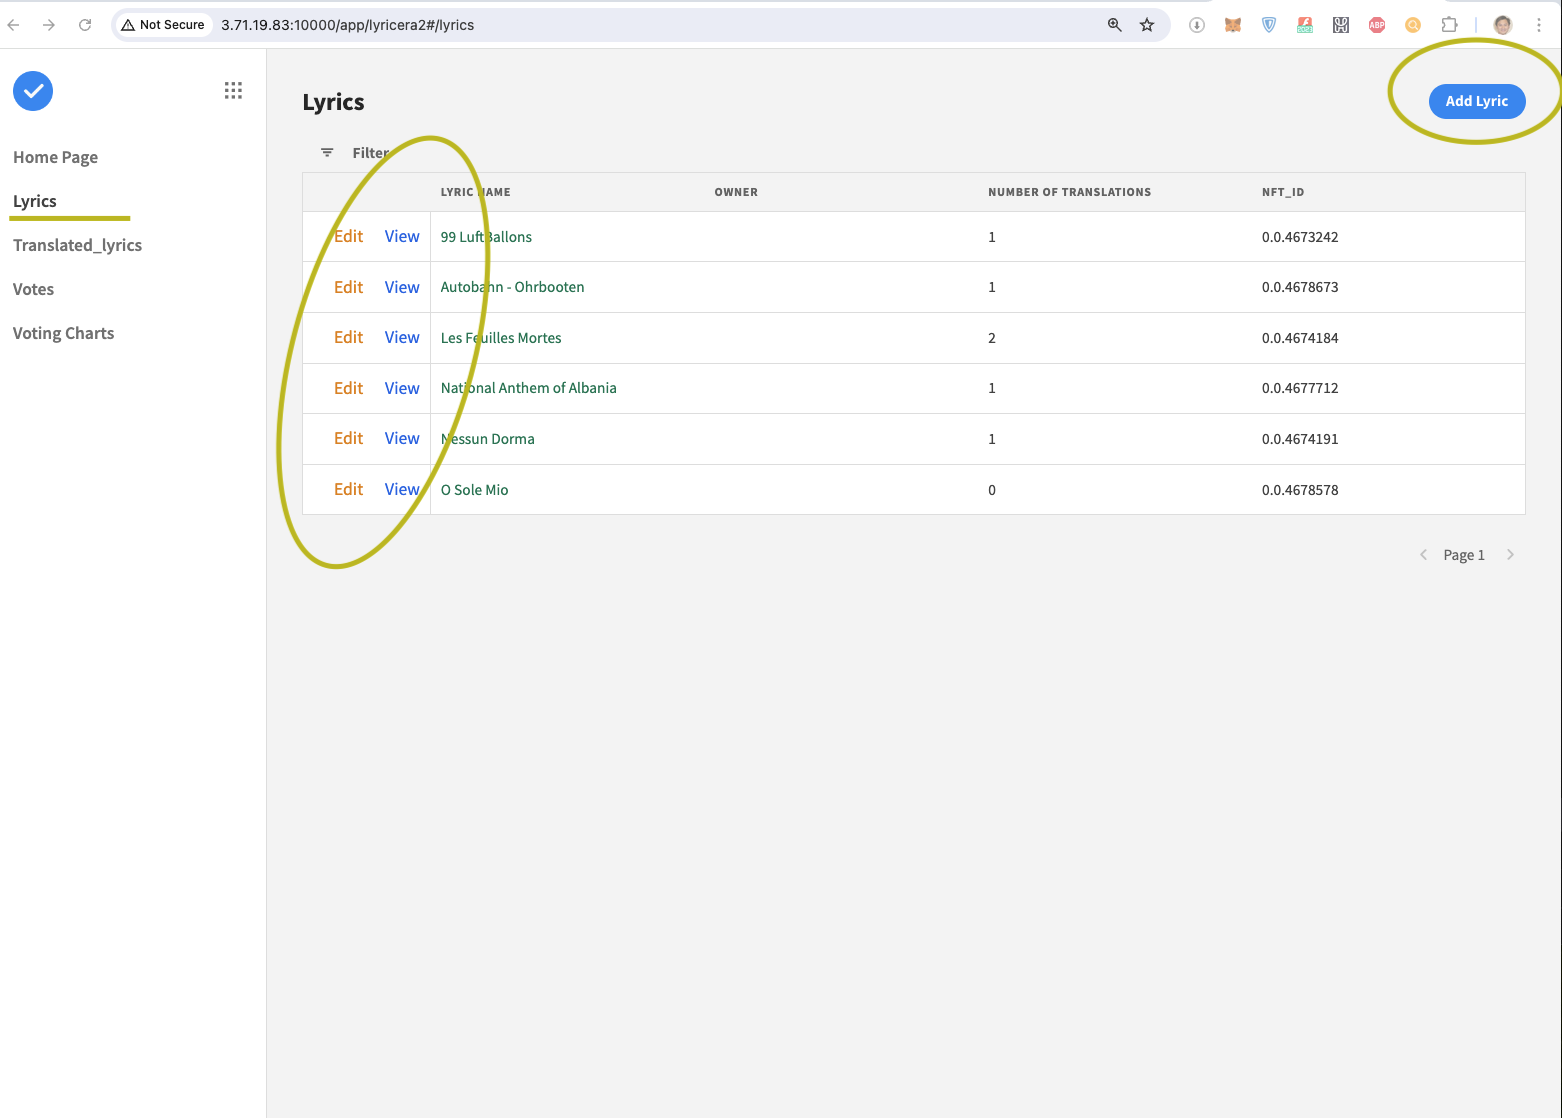 Not Secure 3.71.19.83:10000/app/lyricera2#/lyrics
ABP
Lyrics Add Lyric
Home Page
Filter
Lyrics
LYRIC NAME OWNER NUMBER OF TRANSLATIONS NFT_ID
Edit View 99 LuftBallons 1 0.0.4673242
Translated_lyrics
Edit View Autobahn - Ohrbooten 1 0.0.4678673
Votes
Edit View Les Feuilles Mortes 2 0.0.4674184
Voting Charts
Edit View National Anthem of Albania 1 0.0.4677712
Edit View Nessun Dorma 1 0.0.4674191
Edit View O Sole Mio 0 0.0.4678578
Page 1